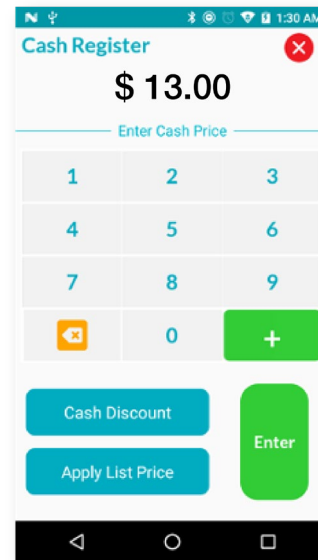 1:30 AM
Cash Register
$ 13.00
Enter Cash Price
1 2 3
4 5 6
7 8 9
0 +
Cash Discount
Enter
Apply List Price